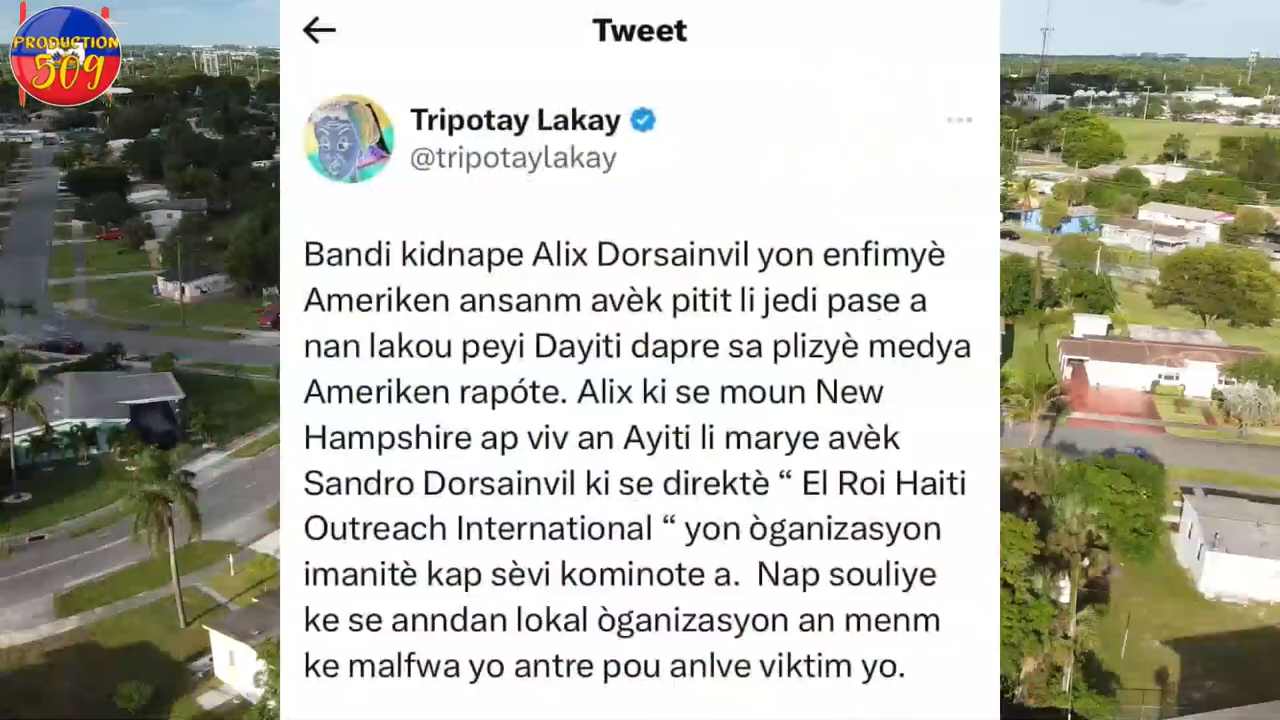 PRODUCTION
509
Tweet
Tripotay Lakay
@tripotaylakay
Bandi kidnape Alix Dorsainvil yon enfimyè
Ameriken ansanm avèk pitit li jedi pase a
nan lakou peyi Dayiti dapre sa plizyè medya
Ameriken rapóte. Alix ki se moun New
Hampshire ap viv an Ayiti li marye avèk
Sandro Dorsainvil ki se direktè “ El Roi Haiti
Outreach International “ yon òganizasyon
imanitè kap sèvi kominote a.  Nap souliye
ke se anndan lokal òganizasyon an menm
ke malfwa yo antre pou anlve viktim yo.